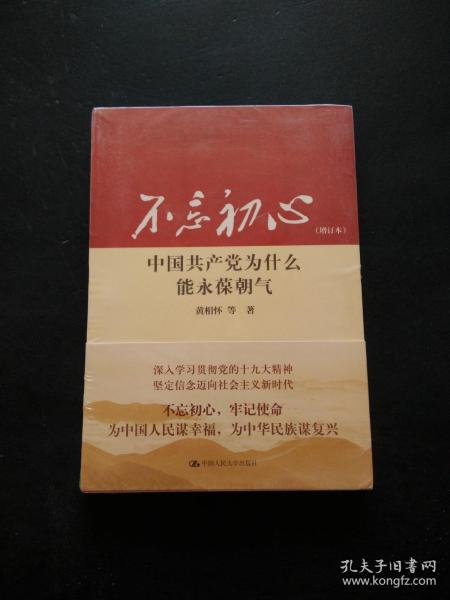 不忘初心
(增订本)
中国共产党为什么
能永葆朝气
黄相怀 等 著
深入学习贯彻党的十九大精神
坚定信念迈向社会主义新时代
不忘初心，牢记使命
为中国人民谋幸福，为中华民族谋复兴
中国人民大学出版社
孔夫子旧书网
www.kongfz.com